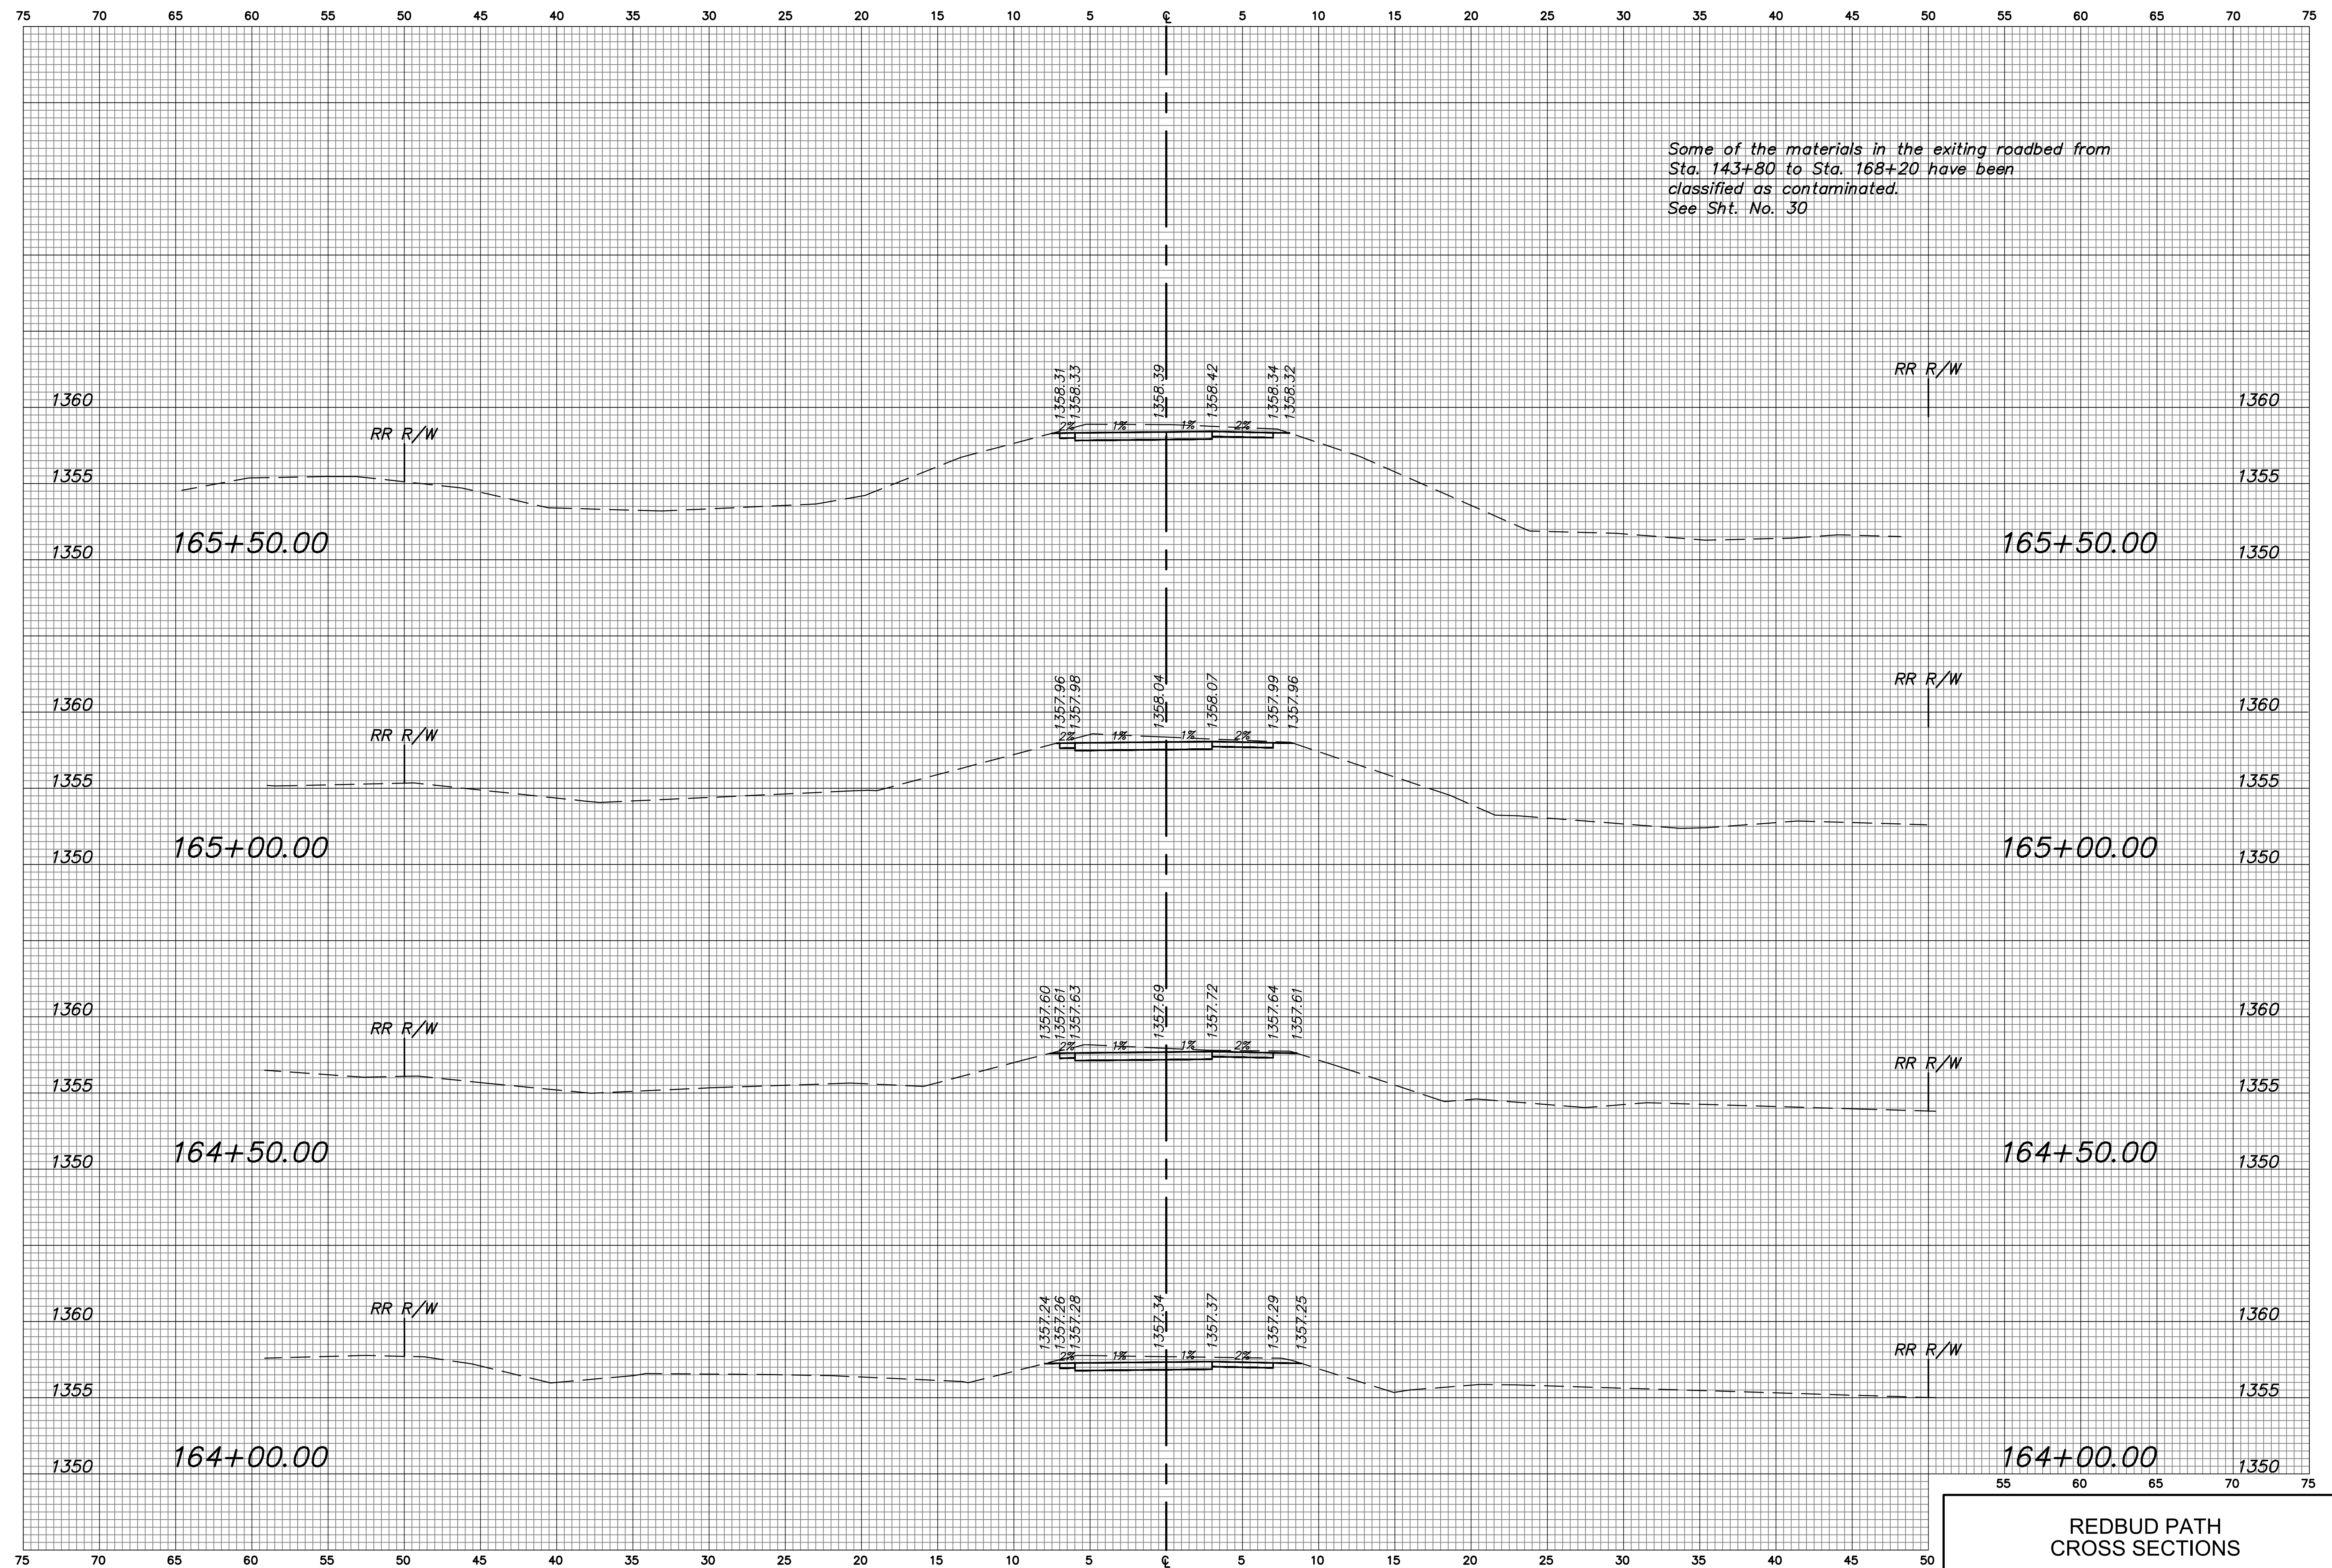 75 70 65 60 55 50 45 40 35 30 25 20 15 10 5 ℄ 5 10 15 20 25 30 35 40 45 50 55 60 65 70 75
Some of the materials in the exiting roadbed from
Sta. 143+80 to Sta. 168+20 have been
classified as contaminated.
See Sht. No. 30
1358.31 1358.33 1358.39 1358.42 1358.34 1358.32
RR R/W
1360 1360
RR R/W
2% 1% 1% 2%
1355 1355
165+50.00 165+50.00
1350 1350
1357.96 1357.98 1358.04 1358.07 1357.99 1357.96
RR R/W
1360 1360
RR R/W
2% 1% 1% 2%
1355 1355
165+00.00 165+00.00
1350 1350
1357.60 1357.61 1357.63 1357.69 1357.72 1357.64 1357.61
1360 1360
RR R/W
2% 1% 1% 2%
RR R/W
1355 1355
164+50.00 164+50.00
1350 1350
1357.24 1357.26 1357.28 1357.34 1357.37 1357.29 1357.25
RR R/W
1360 1360
RR R/W
2% 1% 1% 2%
1355 1355
164+00.00 164+00.00
1350 1350
55 60 65 70 75
REDBUD PATH
CROSS SECTIONS
75 70 65 60 55 50 45 40 35 30 25 20 15 10 5 ℄ 5 10 15 20 25 30 35 40 45 50